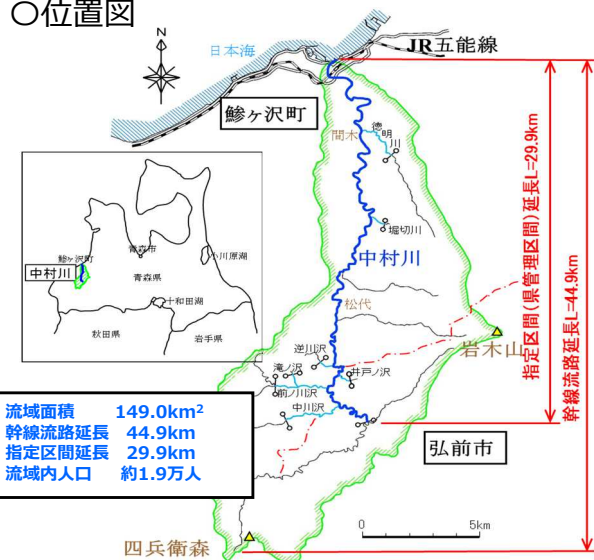 〇位置図
N
日本海
JR五能線
鰺ヶ沢町
間木
徳明川
堀切川
中村川
松代
岩木山
逆川沢
滝ノ沢
井戸ノ沢
前ノ川沢
中川沢
弘前市
四兵衛森
0 5km
指定区間(県管理区間)延長L=29.9km
幹線流路延長L=44.9km
鰺ヶ沢町
中村川
青森市
青森県
小川原湖
十和田湖
秋田県
岩手県
流域面積 149.0km²
幹線流路延長 44.9km
指定区間延長 29.9km
流域内人口 約1.9万人